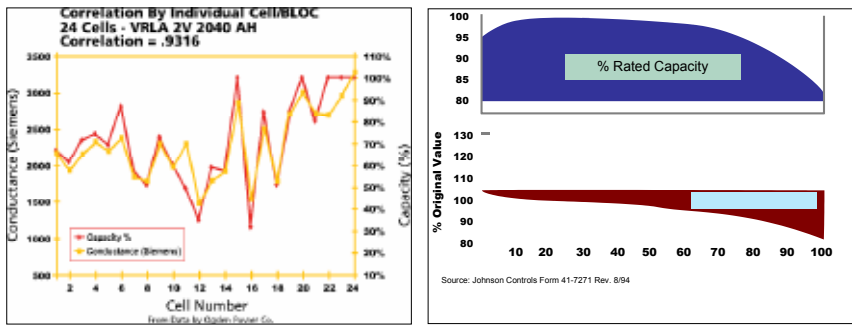 Correlation By Individual Cell/BLOC
24 Cells - VRLA 2V 2040 AH
Correlation = .9316
3500
3000
2500
2000
1500
1000
500
Conductance (Siemens)
110%
100%
90%
80%
70%
60%
50%
40%
30%
20%
10%
Capacity (%)
Capacity %
Conductance (Siemens)
2 4 6 8 10 12 14 16 18 20 22 24
Cell Number
From Data by Ogden Power Co.
100
95
90
85
80
% Rated Capacity
130
120
110
100
90
80
% Original Value
10 20 30 40 50 60 70 80 90 100
Source: Johnson Controls Form 41-7271 Rev. 8/94